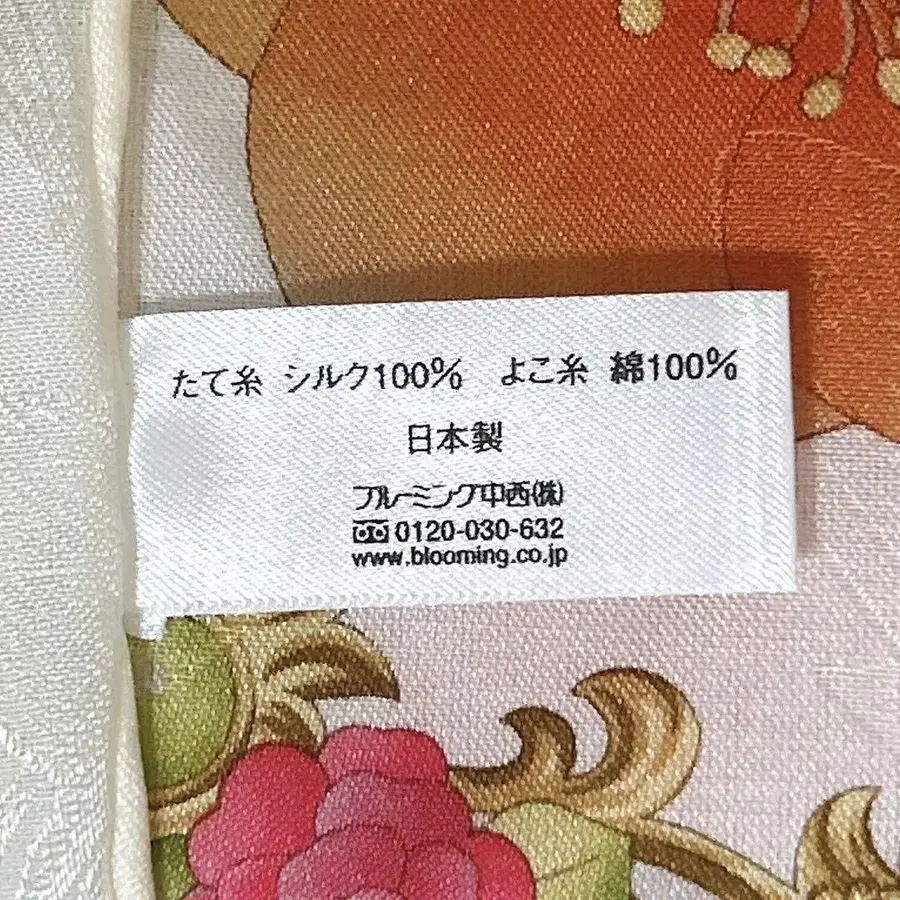 たて糸 シルク100% よこ糸 綿100%
日本製
ブルーミング中西㈱
0120-030-632
www.blooming.co.jp